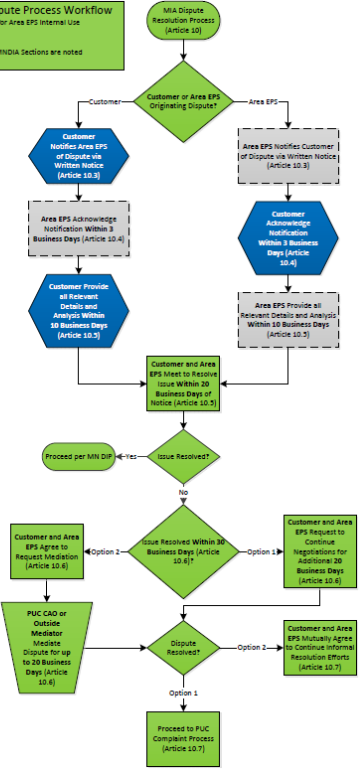 pute Process Workflow
or Area EPS Internal Use
MNDIA Sections are noted
MIA Dispute
Resolution Process
(Article 10)
Customer or Area EPS
Originating Dispute?
Customer
Area EPS
Customer
Notifies Area EPS
of Dispute via
Written Notice
(Article 10.3)
Area EPS Notifies Customer
of Dispute via Written Notice
(Article 10.3)
Area EPS Acknowledge
Notification Within 3
Business Days (Article 10.4)
Customer
Acknowledge
Notification
Within 3 Business
Days (Article
10.4)
Customer Provide
all Relevant
Details and
Analysis Within
10 Business Days
(Article 10.5)
Area EPS Provide all
Relevant Details and Analysis
Within 10 Business Days
(Article 10.5)
Customer and Area
EPS Meet to Resolve
Issue Within 20
Business Days of
Notice (Article 10.5)
Proceed per MN DIP
Yes
Issue Resolved?
No
Issue Resolved Within 30
Business Days (Article
10.6)?
Option 2
Option 1
Customer and Area
EPS Agree to
Request Mediation
(Article 10.6)
Customer and Area
EPS Request to
Continue
Negotiations for
Additional 20
Business Days
(Article 10.6)
PUC CAO or
Outside
Mediator
Mediate
Dispute for up
to 20 Business
Days (Article
10.6)
Dispute
Resolved?
Option 2
Customer and Area
EPS Mutually Agree
to Continue Informal
Resolution Efforts
(Article 10.7)
Option 1
Proceed to PUC
Complaint Process
(Article 10.7)